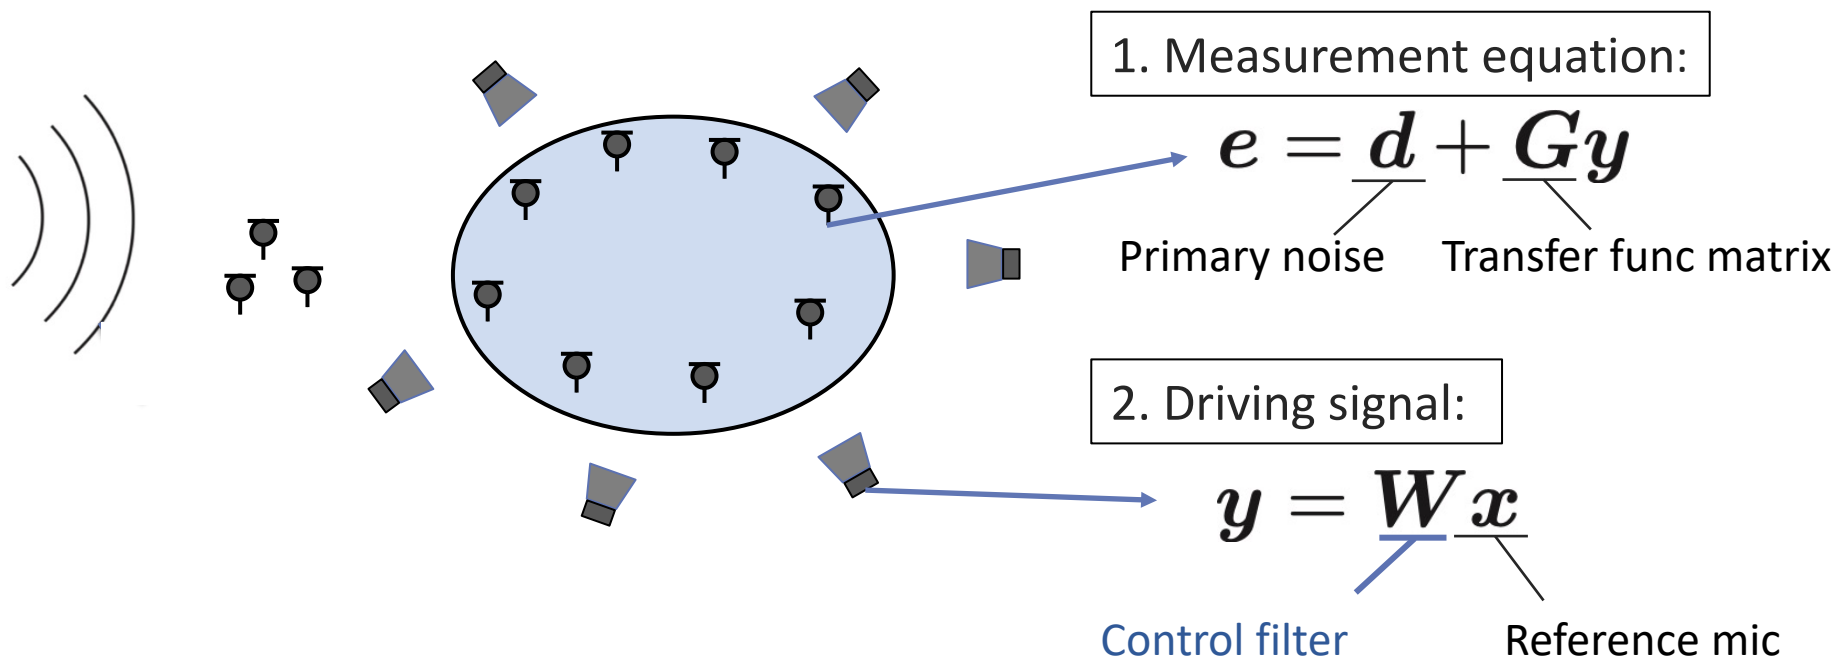 1. Measurement equation:
e = d + Gy
Primary noise
Transfer func matrix
2. Driving signal:
y = Wx
Control filter
Reference mic